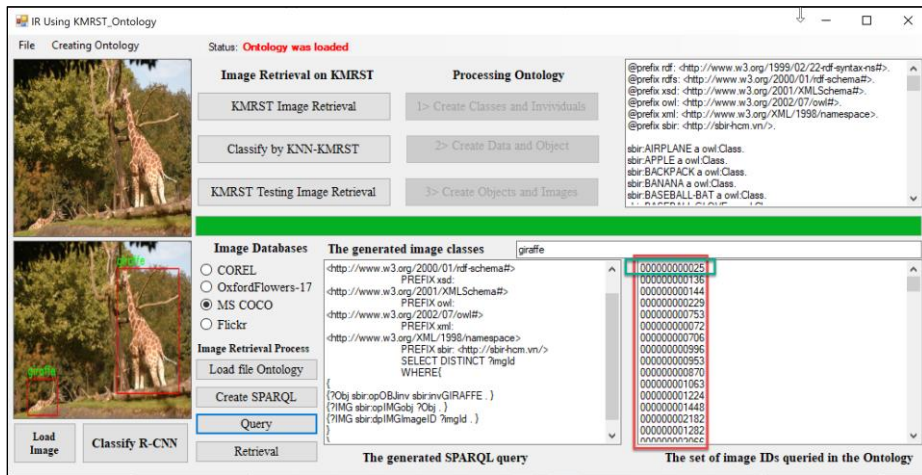 IR Using KMRST_Ontology
File Creating Ontology Status: Ontology was loaded
Image Retrieval on KMRST
KMRST Image Retrieval
Classify by KNN-KMRST
KMRST Testing Image Retrieval
Processing Ontology
1> Create Classes and Invividuals
2> Create Data and Object
3> Create Objects and Images
@prefix rdf: <http://www.w3.org/1999/02/22-rdf-syntax-ns#>.
@prefix rdfs: <http://www.w3.org/2000/01/rdf-schema#>.
@prefix xsd: <http://www.w3.org/2001/XMLSchema#>.
@prefix owl: <http://www.w3.org/2002/07/owl#>.
@prefix xml: <http://www.w3.org/XML/1998/namespace>.
@prefix sbir: <http://sbir-hcm.vn/>.
sbir:AIRPLANE a owl:Class.
sbir:APPLE a owl:Class.
sbir:BACKPACK a owl:Class.
sbir:BANANA a owl:Class.
sbir:BASEBALL-BAT a owl:Class.
giraffe
giraffe
Load
Image
Classify R-CNN
Image Databases
COREL
OxfordFlowers-17
MS COCO
Flickr
Image Retrieval Process
Load file Ontology
Create SPARQL
Query
Retrieval
The generated image classes giraffe
<http://www.w3.org/2000/01/rdf-schema#>
PREFIX xsd:
<http://www.w3.org/2001/XMLSchema#>
PREFIX owl:
<http://www.w3.org/2002/07/owl#>
PREFIX xml:
<http://www.w3.org/XML/1998/namespace>
PREFIX sbir: <http://sbir-hcm.vn/>
SELECT DISTINCT ?imgId
WHERE{
{
{?Obj sbir:opOBJinv sbir:invGIRAFFE . }
{?IMG sbir:opIMGobj ?Obj . }
{?IMG sbir:dpIMGImageID ?imgId . }
}
The generated SPARQL query
000000000025
000000000136
000000000144
000000000229
000000000753
000000000072
000000000706
000000000996
000000000953
000000000870
000000001063
000000001224
000000001448
000000002182
000000001282
The set of image IDs queried in the Ontology